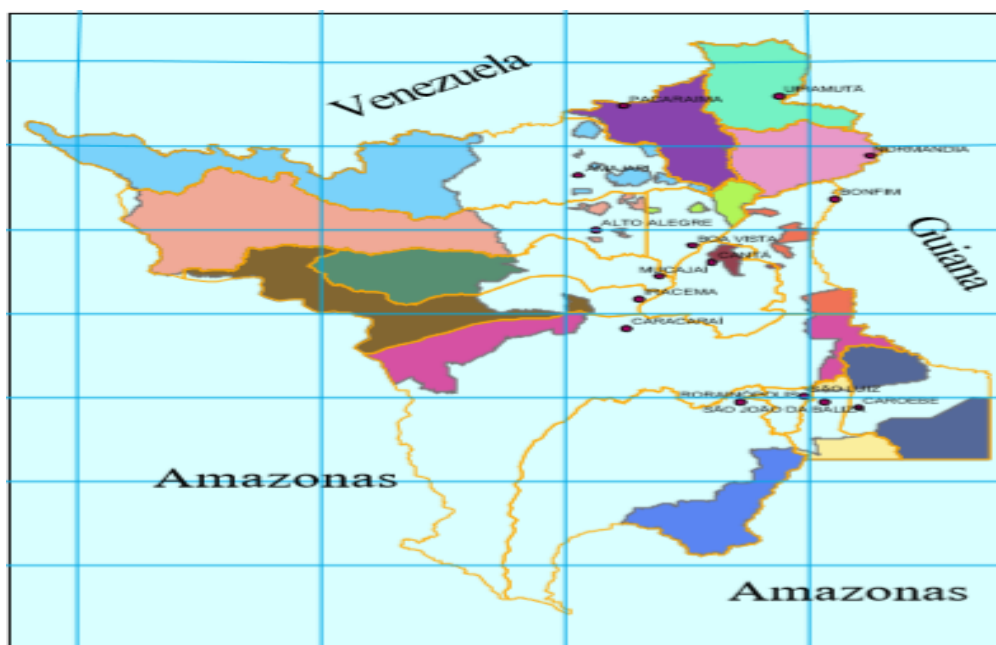 Venezuela
UIRAMUTÃ
PACARAIMA
NORMANDIA
AMAJARI
BONFIM
ALTO ALEGRE
Guiana
BOA VISTA
CANTÁ
MUCAJAÍ
IRACEMA
CARACARAÍ
SÃO LUIZ
RORAINÓPOLIS
CAROEBE
SÃO JOÃO DA BALIZA
Amazonas
Amazonas